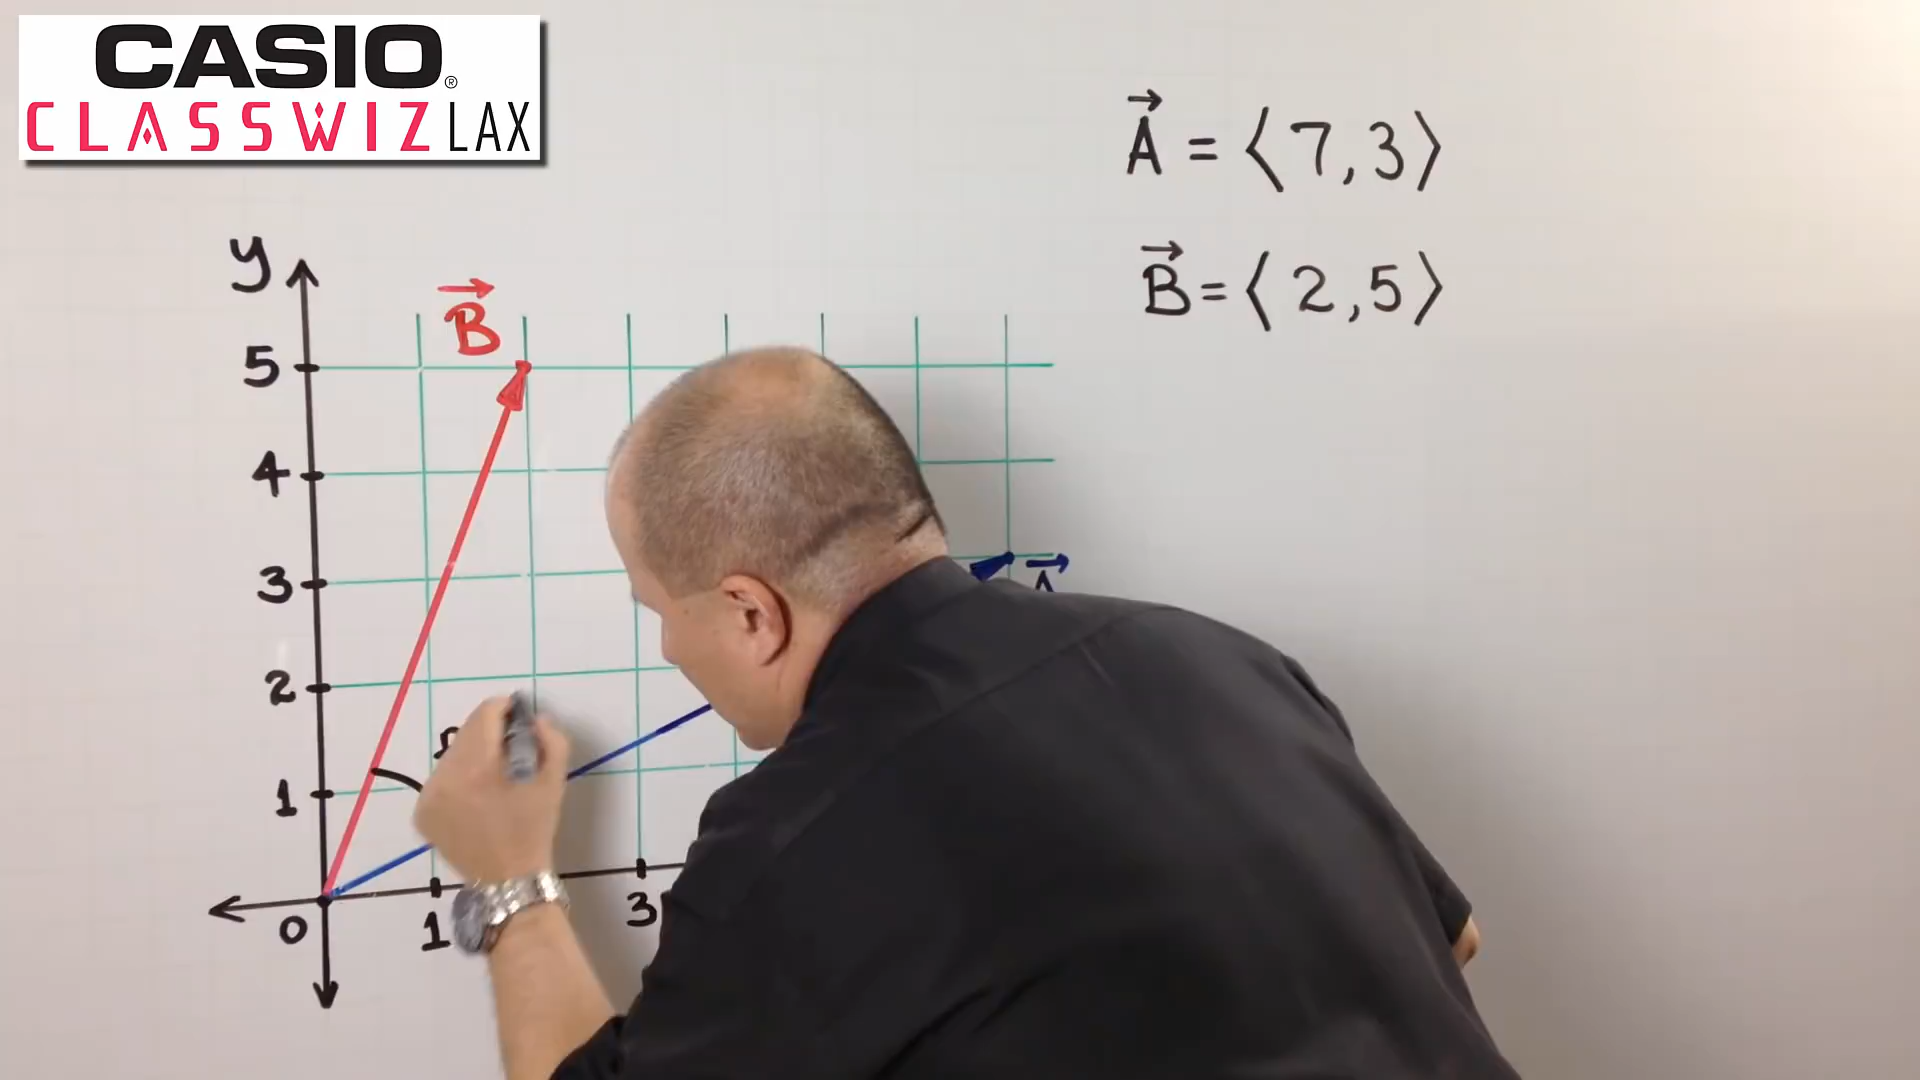 CASIO®
CLASSWIZ LAX
A = ⟨7,3⟩
B = ⟨2,5⟩
y
B
5
4
3
2
1
0
1
3